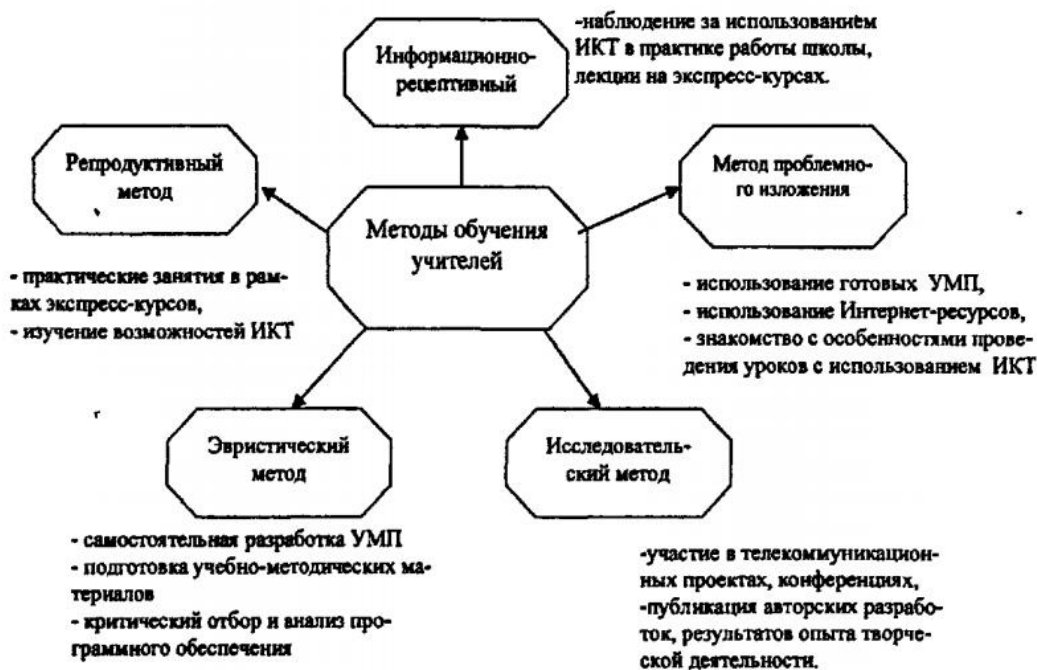 Информационно-
рецептивный
-наблюдение за использованием
ИКТ в практике работы школы,
лекции на экспресс-курсах.
Репродуктивный
метод
Метод проблемно-
го изложения
Методы обучения
учителей
- практические занятия в рам-
ках экспресс-курсов,
- изучение возможностей ИКТ
- использование готовых УМП,
- использование Интернет-ресурсов,
- знакомство с особенностями прове-
дения уроков с использованием ИКТ
Эвристический
метод
Исследователь-
ский метод
- самостоятельная разработка УМП
- подготовка учебно-методических ма-
териалов
- критический отбор и анализ про-
граммного обеспечения
-участие в телекоммуникацион-
ных проектах, конференциях,
-публикация авторских разрабо-
ток, результатов опыта творче-
ской деятельности.